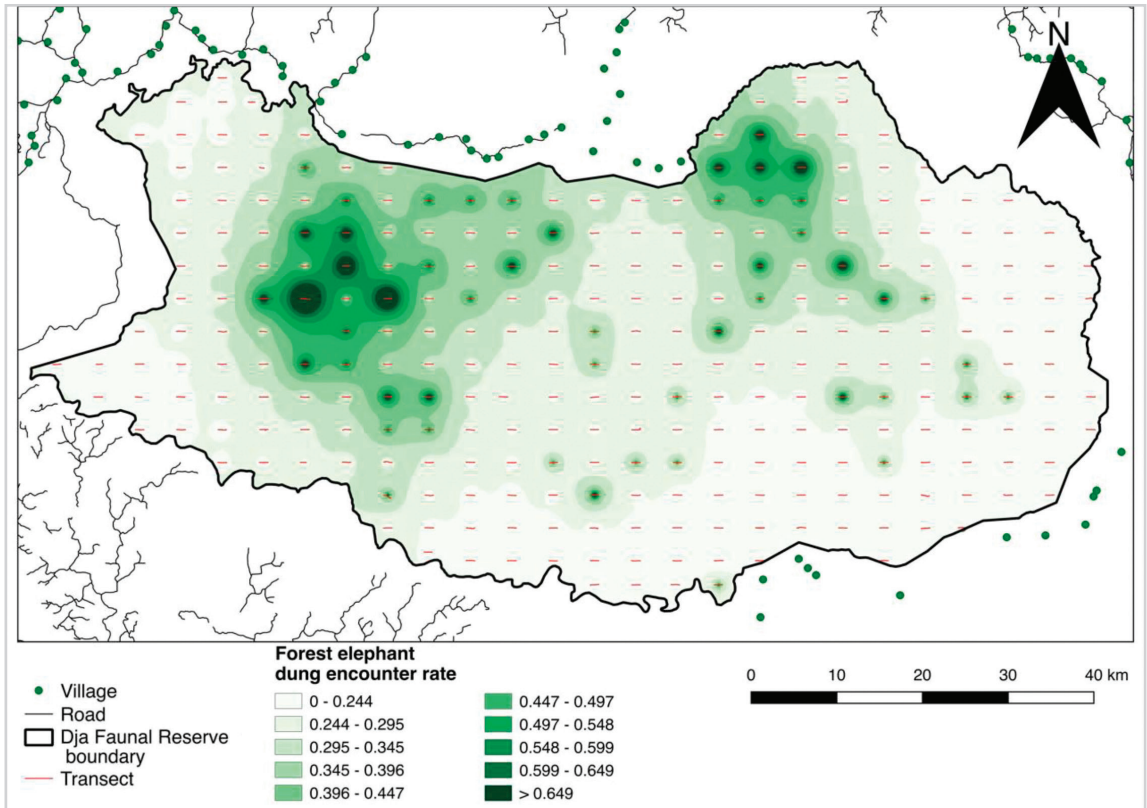 N
Forest elephant
dung encounter rate
Village
Road
Dja Faunal Reserve
boundary
Transect
0 - 0.244
0.244 - 0.295
0.295 - 0.345
0.345 - 0.396
0.396 - 0.447
0.447 - 0.497
0.497 - 0.548
0.548 - 0.599
0.599 - 0.649
> 0.649
0 10 20 30 40 km